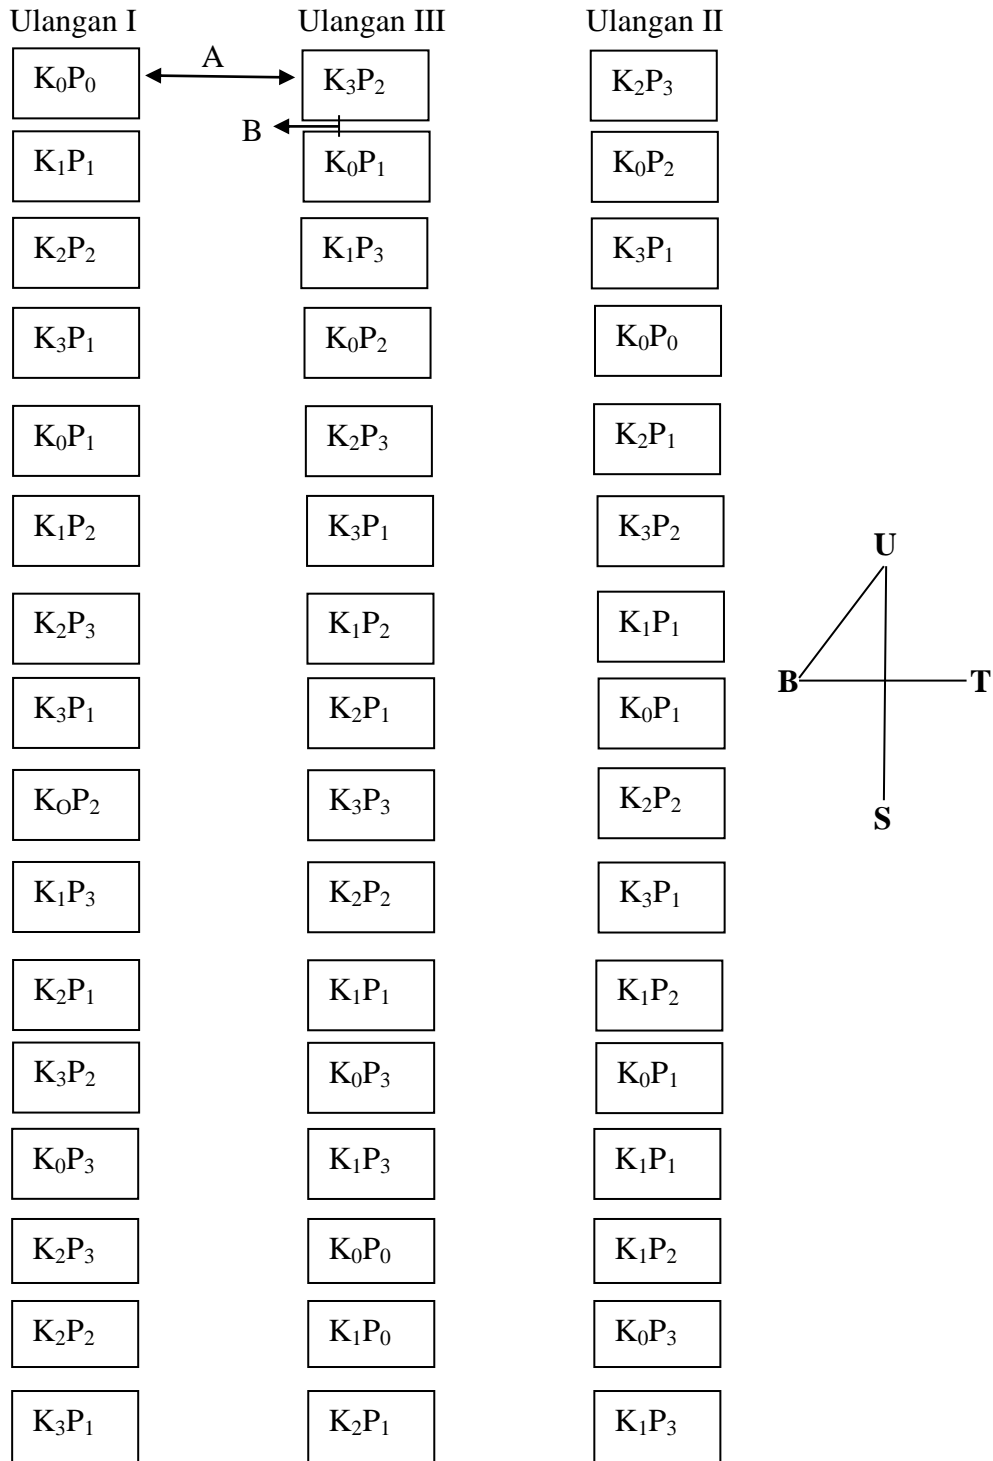 Ulangan I Ulangan III Ulangan II
K₀P₀ A K₃P₂ K₂P₃
B
K₁P₁ K₀P₁ K₀P₂
K₂P₂ K₁P₃ K₃P₁
K₃P₁ K₀P₂ K₀P₀
K₀P₁ K₂P₃ K₂P₁
K₁P₂ K₃P₁ K₃P₂
U
K₂P₃ K₁P₂ K₁P₁
B T
K₃P₁ K₂P₁ K₀P₁
KOP₂ K₃P₃ K₂P₂
S
K₁P₃ K₂P₂ K₃P₁
K₂P₁ K₁P₁ K₁P₂
K₃P₂ K₀P₃ K₀P₁
K₀P₃ K₁P₃ K₁P₁
K₂P₃ K₀P₀ K₁P₂
K₂P₂ K₁P₀ K₀P₃
K₃P₁ K₂P₁ K₁P₃